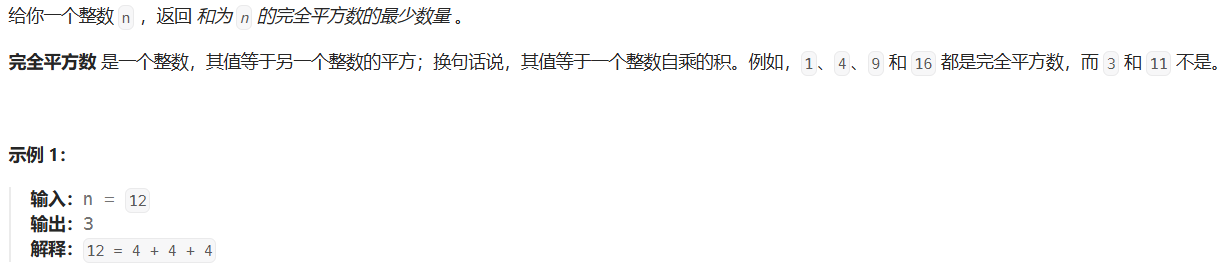 给你一个整数 n ，返回 和为 n 的完全平方数的最少数量 。
完全平方数 是一个整数，其值等于另一个整数的平方；换句话说，其值等于一个整数自乘的积。例如，1、4、9 和 16 都是完全平方数，而 3 和 11 不是。
示例 1：
输入：n = 12
输出：3
解释：12 = 4 + 4 + 4